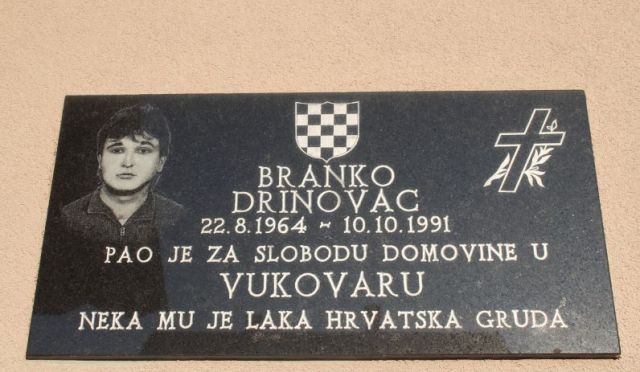 BRANKO
DRINOVAC
22.8.1964 - 10.10.1991
PAO JE ZA SLOBODU DOMOVINE U
VUKOVARU
NEKA MU JE LAKA HRVATSKA GRUDA